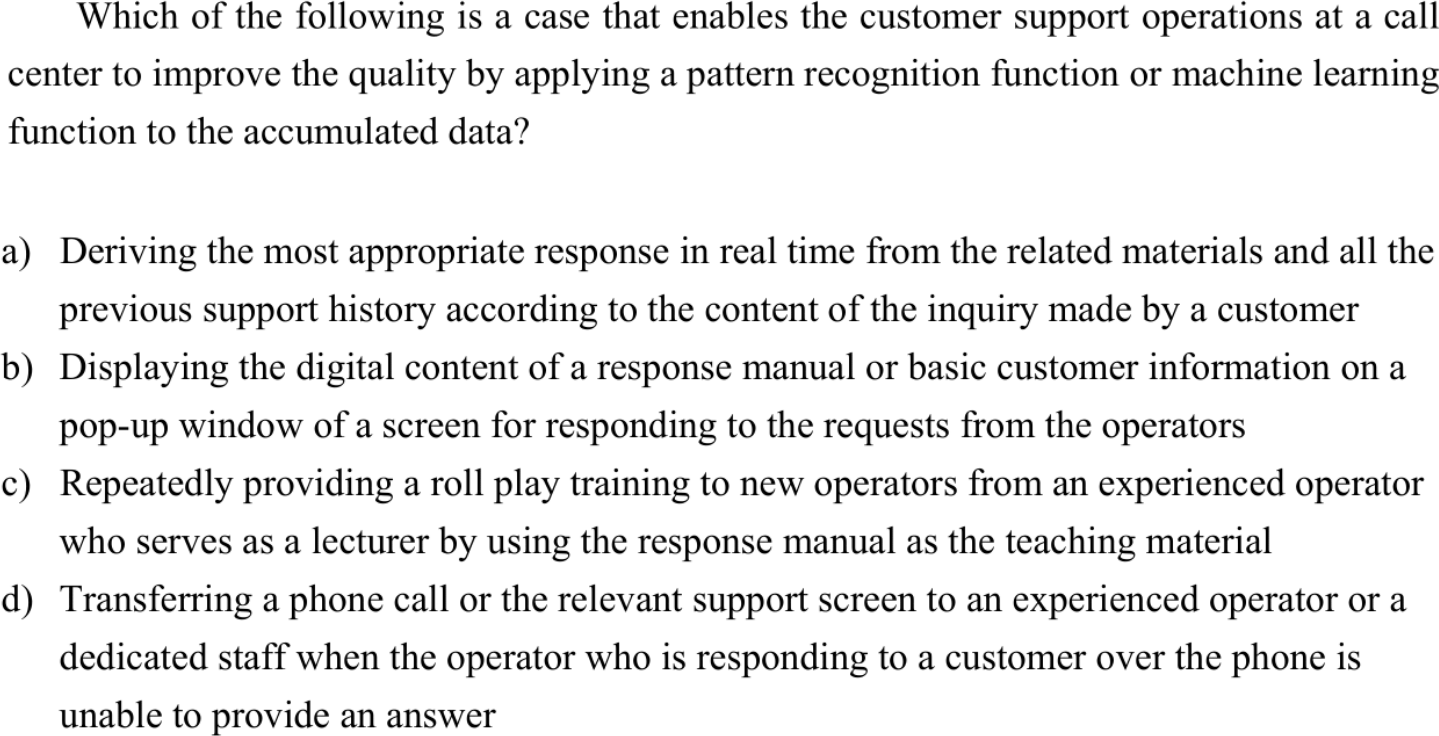 Which of the following is a case that enables the customer support operations at a call
center to improve the quality by applying a pattern recognition function or machine learning
function to the accumulated data?
a) Deriving the most appropriate response in real time from the related materials and all the
previous support history according to the content of the inquiry made by a customer
b) Displaying the digital content of a response manual or basic customer information on a
pop-up window of a screen for responding to the requests from the operators
c) Repeatedly providing a roll play training to new operators from an experienced operator
who serves as a lecturer by using the response manual as the teaching material
d) Transferring a phone call or the relevant support screen to an experienced operator or a
dedicated staff when the operator who is responding to a customer over the phone is
unable to provide an answer